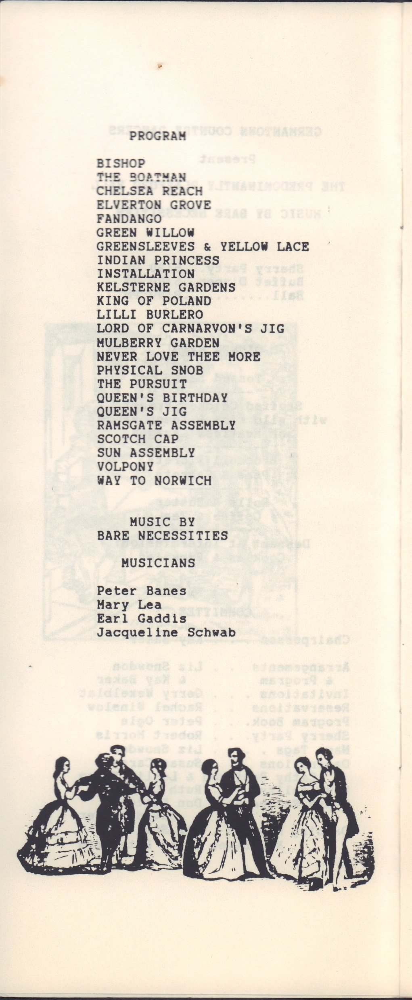 PROGRAM
BISHOP
THE BOATMAN
CHELSEA REACH
ELVERTON GROVE
FANDANGO
GREEN WILLOW
GREENSLEEVES & YELLOW LACE
INDIAN PRINCESS
INSTALLATION
KELSTERNE GARDENS
KING OF POLAND
LILLI BURLERO
LORD OF CARNARVON'S JIG
MULBERRY GARDEN
NEVER LOVE THEE MORE
PHYSICAL SNOB
THE PURSUIT
QUEEN'S BIRTHDAY
QUEEN'S JIG
RAMSGATE ASSEMBLY
SCOTCH CAP
SUN ASSEMBLY
VOLPONY
WAY TO NORWICH
MUSIC BY
BARE NECESSITIES
MUSICIANS
Peter Banes
Mary Lea
Earl Gaddis
Jacqueline Schwab